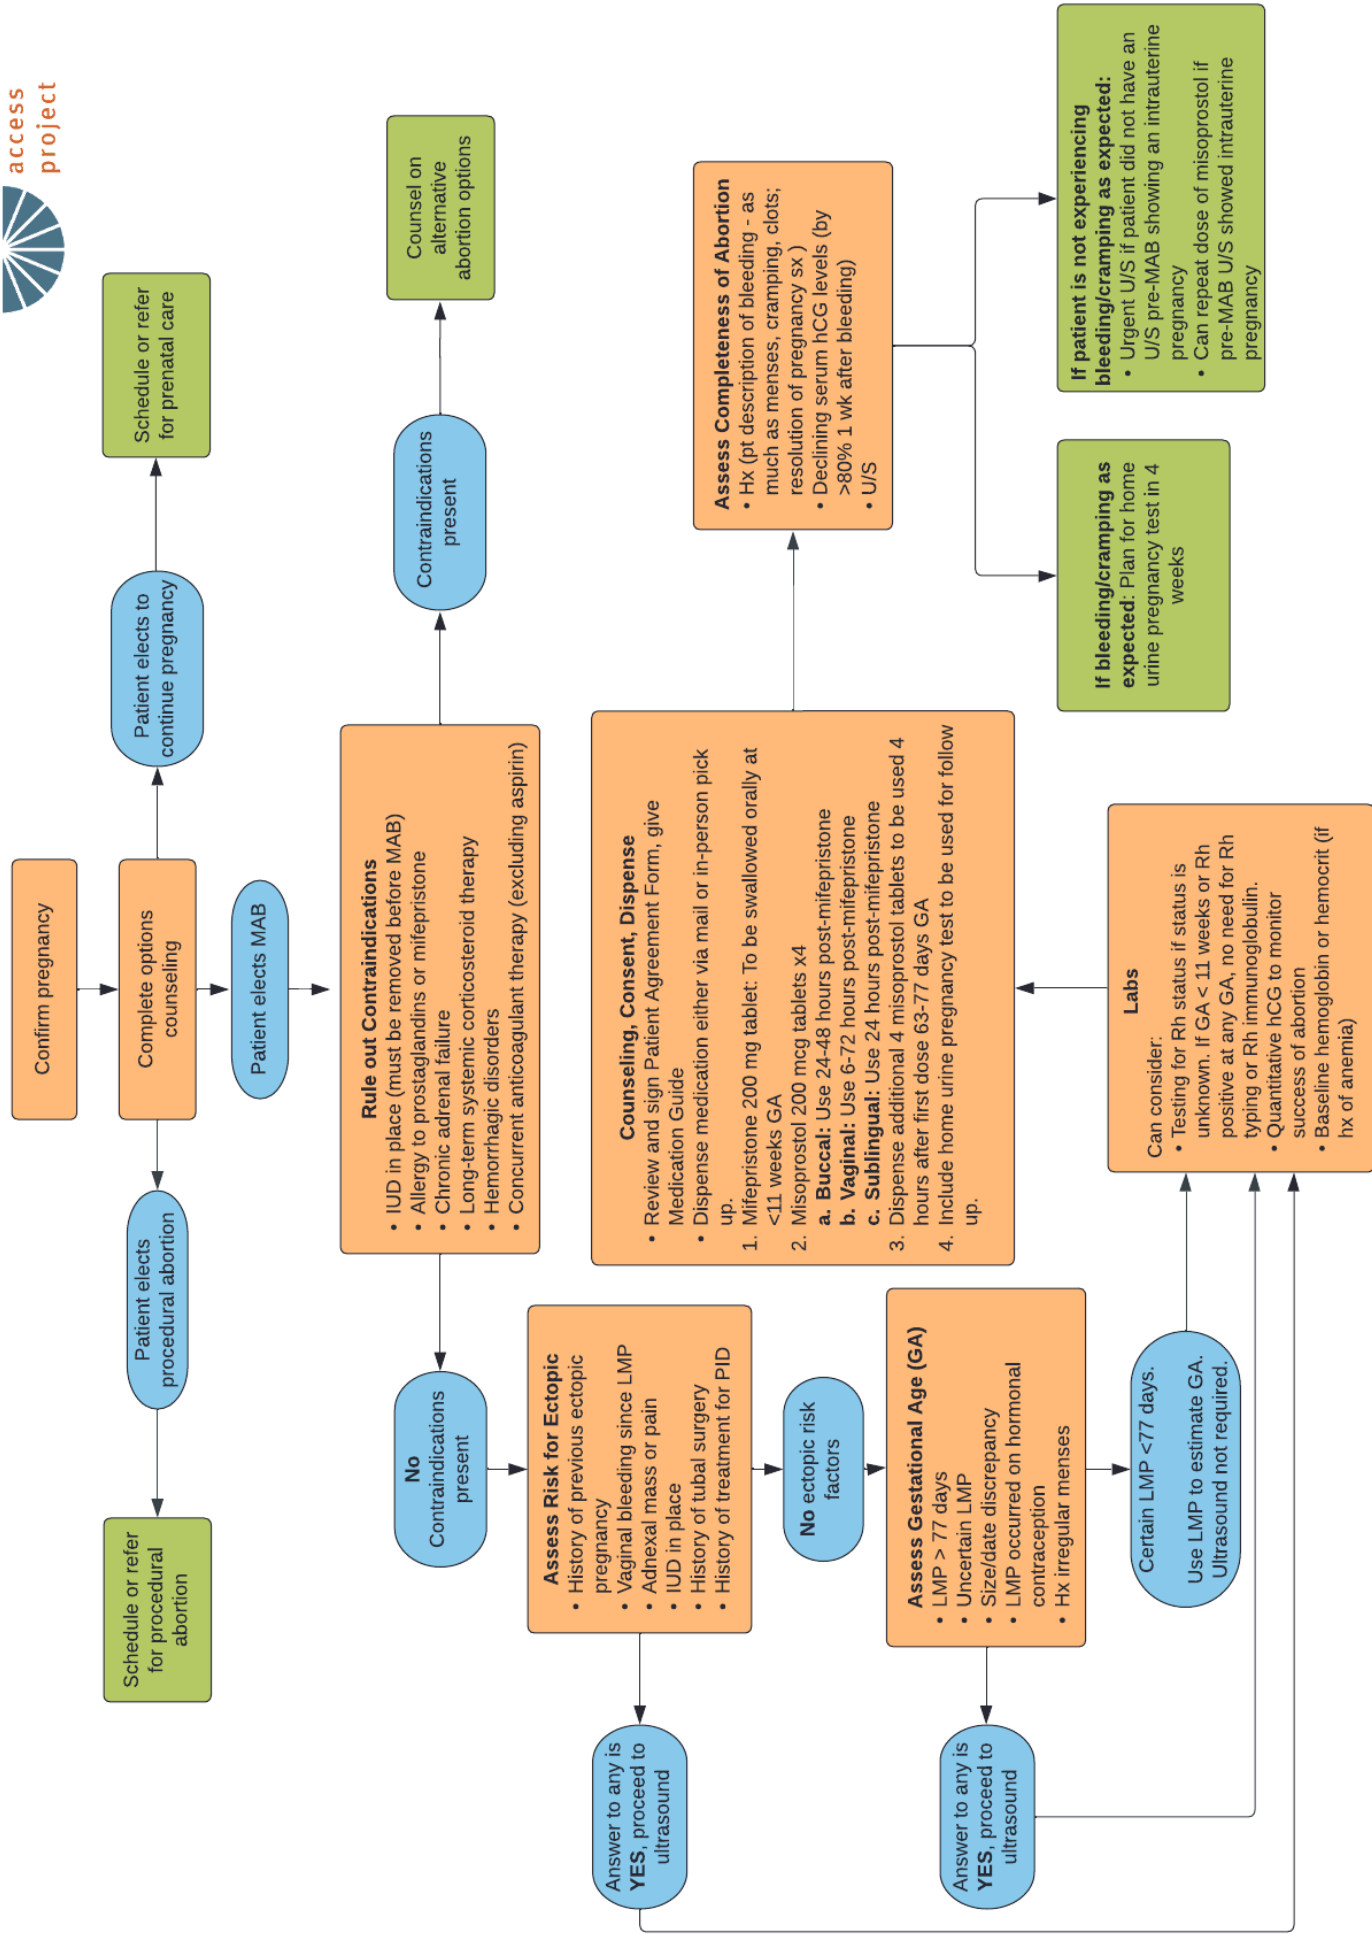 access
project
Confirm pregnancy
Complete options
counseling
Patient elects
procedural abortion
Schedule or refer
for procedural
abortion
Patient elects to
continue pregnancy
Schedule or refer
for prenatal care
Patient elects MAB
Rule out Contraindications
• IUD in place (must be removed before MAB)
• Allergy to prostaglandins or mifepristone
• Chronic adrenal failure
• Long-term systemic corticosteroid therapy
• Hemorrhagic disorders
• Concurrent anticoagulant therapy (excluding aspirin)
Contraindications
present
Counsel on
alternative
abortion options
No
Contraindications
present
Assess Risk for Ectopic
• History of previous ectopic
pregnancy
• Vaginal bleeding since LMP
• Adnexal mass or pain
• IUD in place
• History of tubal surgery
• History of treatment for PID
Answer to any is
YES, proceed to
ultrasound
No ectopic risk
factors
Assess Gestational Age (GA)
• LMP > 77 days
• Uncertain LMP
• Size/date discrepancy
• LMP occurred on hormonal
contraception
• Hx irregular menses
Answer to any is
YES, proceed to
ultrasound
Certain LMP <77 days.
Use LMP to estimate GA.
Ultrasound not required.
Labs
Can consider:
• Testing for Rh status if status is
unknown. If GA < 11 weeks or Rh
positive at any GA, no need for Rh
typing or Rh immunoglobulin.
• Quantitative hCG to monitor
success of abortion
• Baseline hemoglobin or hemocrit (if
hx of anemia)
Counseling, Consent, Dispense
• Review and sign Patient Agreement Form, give
Medication Guide
• Dispense medication either via mail or in-person pick
up.
1. Mifepristone 200 mg tablet: To be swallowed orally at
<11 weeks GA
2. Misoprostol 200 mcg tablets x4
a. Buccal: Use 24-48 hours post-mifepristone
b. Vaginal: Use 6-72 hours post-mifepristone
c. Sublingual: Use 24 hours post-mifepristone
3. Dispense additional 4 misoprostol tablets to be used 4
hours after first dose 63-77 days GA
4. Include home urine pregnancy test to be used for follow
up.
Assess Completeness of Abortion
• Hx (pt description of bleeding - as
much as menses, cramping, clots;
resolution of pregnancy sx )
• Declining serum hCG levels (by
>80% 1 wk after bleeding)
• U/S
If bleeding/cramping as
expected: Plan for home
urine pregnancy test in 4
weeks
If patient is not experiencing
bleeding/cramping as expected:
• Urgent U/S if patient did not have an
U/S pre-MAB showing an intrauterine
pregnancy
• Can repeat dose of misoprostol if
pre-MAB U/S showed intrauterine
pregnancy